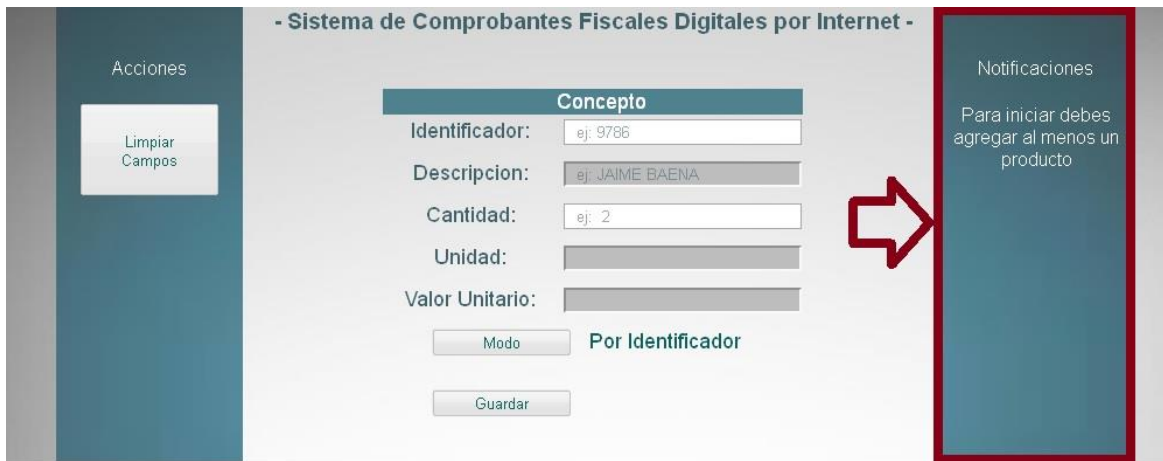 - Sistema de Comprobantes Fiscales Digitales por Internet -
Acciones
Limpiar
Campos
Concepto
Identificador:
ej: 9786
Descripcion:
ej: JAIME BAENA
Cantidad:
ej: 2
Unidad:
Valor Unitario:
Modo
Por Identificador
Guardar
Notificaciones
Para iniciar debes
agregar al menos un
producto